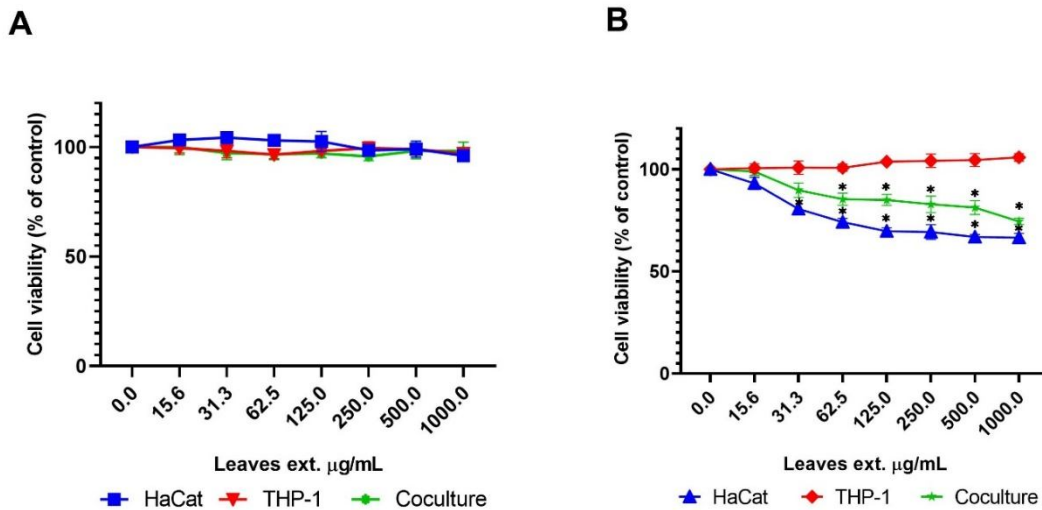 A
Cell viability (% of control)
100
50
0
0.0 15.6 31.3 62.5 125.0 250.0 500.0 1000.0
Leaves ext. μg/mL
HaCat THP-1 Coculture
B
Cell viability (% of control)
100
50
0
* * * * *
* * * * * *
0.0 15.6 31.3 62.5 125.0 250.0 500.0 1000.0
Leaves ext. μg/mL
HaCat THP-1 Coculture